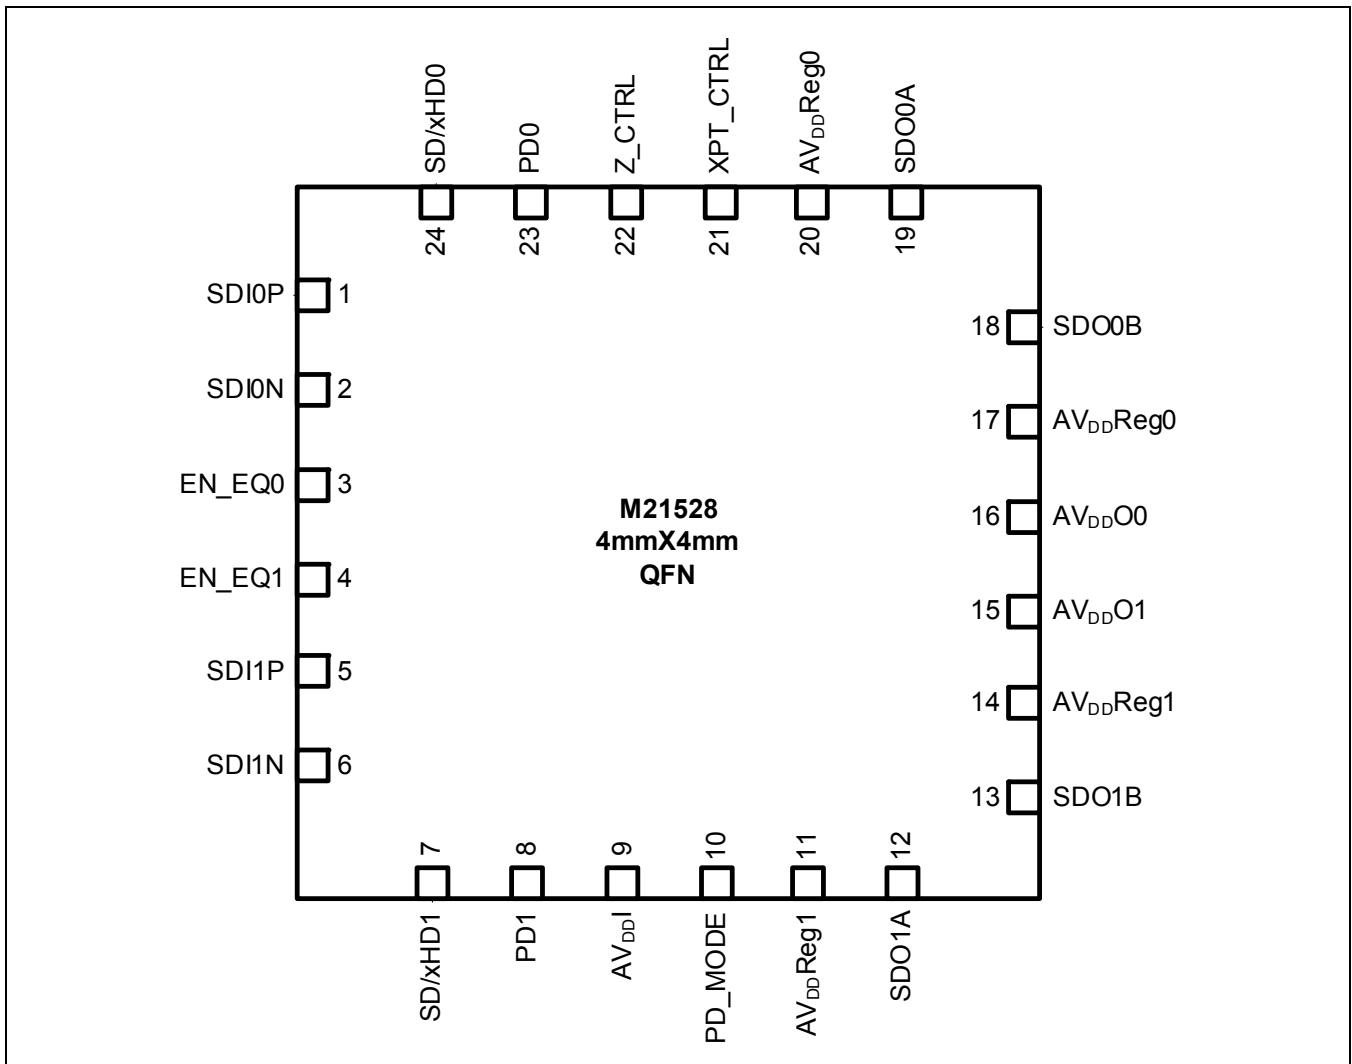 SD/xHD0
PD0
Z_CTRL
XPT_CTRL
AVDDReg0
SDO0A
24
23
22
21
20
19
SDI0P 1
SDI0N 2
EN_EQ0 3
EN_EQ1 4
SDI1P 5
SDI1N 6
M21528
4mmX4mm
QFN
18 SDO0B
17 AVDDReg0
16 AVDDO0
15 AVDDO1
14 AVDDReg1
13 SDO1B
7
8
9
10
11
12
SD/xHD1
PD1
AVDDI
PD_MODE
AVDDReg1
SDO1A